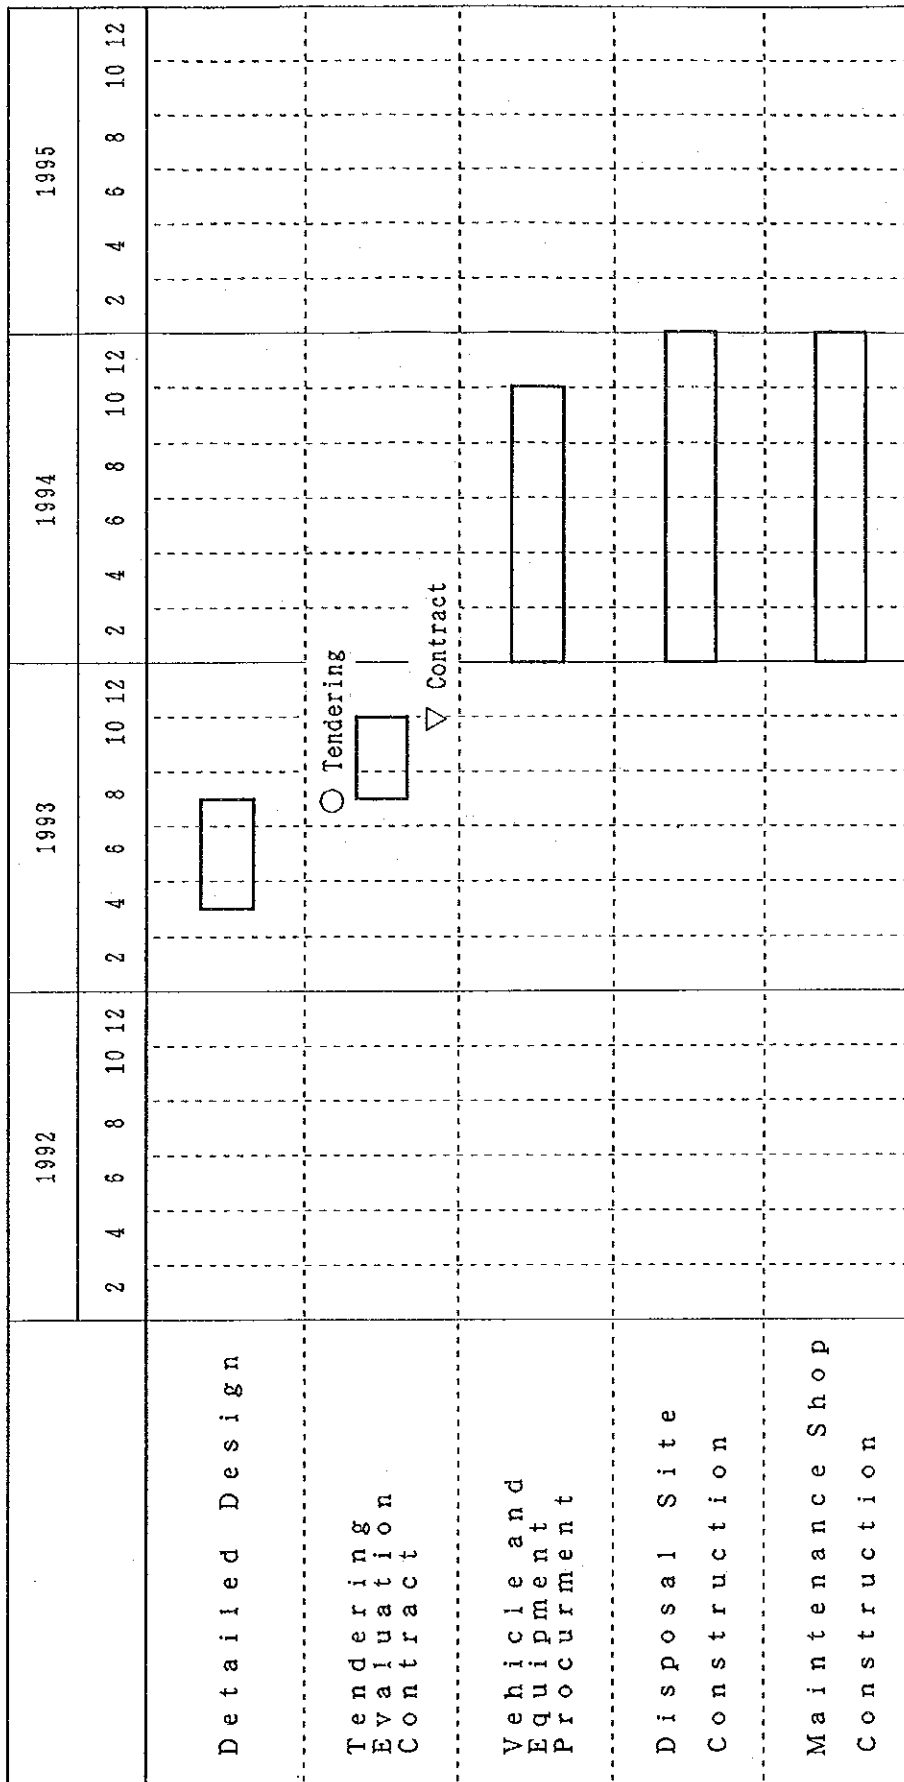 1992 1993 1994 1995
2 4 6 8 10 12 2 4 6 8 10 12 2 4 6 8 10 12 2 4 6 8 10 12
Detailed Design
Tendering
Evaluation
Contract
Tendering
Contract
Vehicle and
Equipment
Procurment
Disposal Site
Construction
Maintenance Shop
Construction